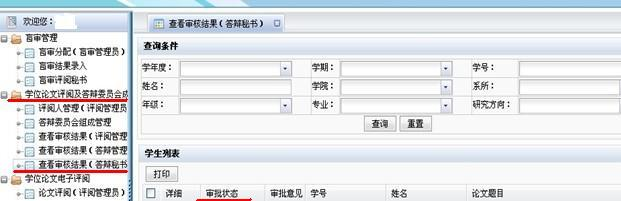 欢迎您：
盲审管理
盲审分配（盲审管理员）
盲审结果录入
盲审评阅秘书
学位论文评阅及答辩委员会成
评阅人管理（评阅管理员
答辩委员会组成管理
查看审核结果（评阅管理
查看审核结果（答辩管理
查看审核结果（答辩秘书
学位论文电子评阅
论文评阅（评阅管理员）
查看审核结果（答辩秘书）
查询条件
学年度： 学期： 学号：
姓名： 学院： 系所：
年级： 专业： 研究方向：
查询 重置
学生列表
打印
详细 审批状态 审批意见 学号 姓名 论文题目